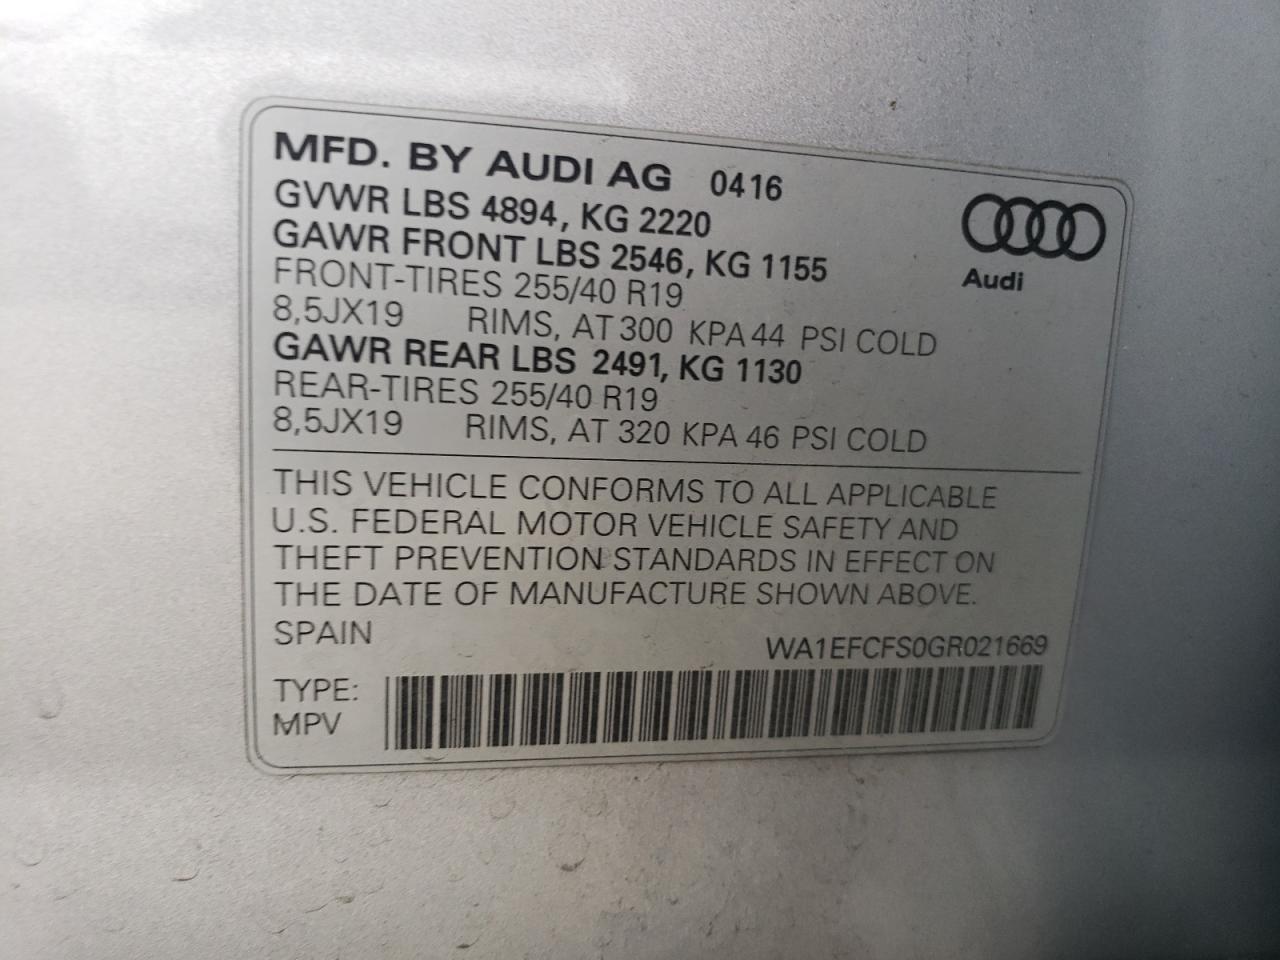 MFD. BY AUDI AG 0416
GVWR LBS 4894, KG 2220
GAWR FRONT LBS 2546, KG 1155
FRONT-TIRES 255/40 R19
8,5JX19 RIMS, AT 300 KPA 44 PSI COLD
GAWR REAR LBS 2491, KG 1130
REAR-TIRES 255/40 R19
8,5JX19 RIMS, AT 320 KPA 46 PSI COLD
Audi
THIS VEHICLE CONFORMS TO ALL APPLICABLE
U.S. FEDERAL MOTOR VEHICLE SAFETY AND
THEFT PREVENTION STANDARDS IN EFFECT ON
THE DATE OF MANUFACTURE SHOWN ABOVE.
SPAIN WA1EFCFS0GR021669
TYPE:
MPV